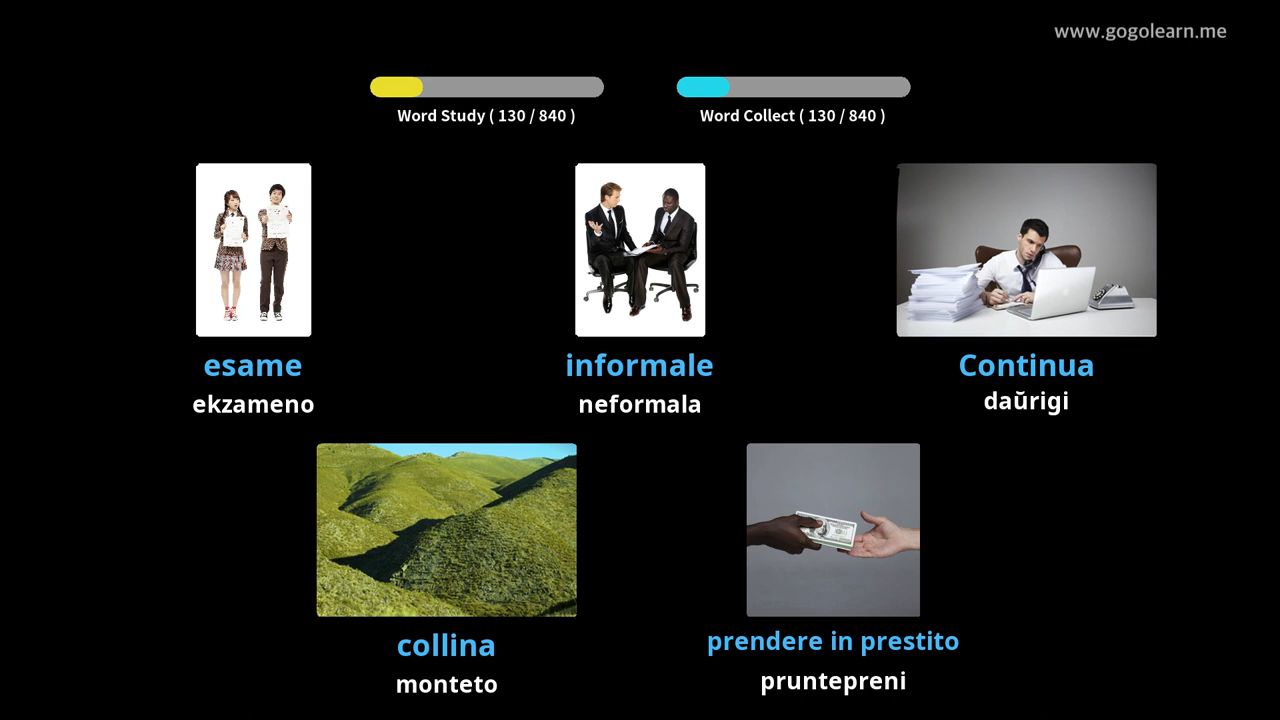 www.gogolearn.me
Word Study ( 130 / 840 )
Word Collect ( 130 / 840 )
esame
ekzameno
informale
neformala
Continua
daŭrigi
collina
monteto
prendere in prestito
pruntepreni